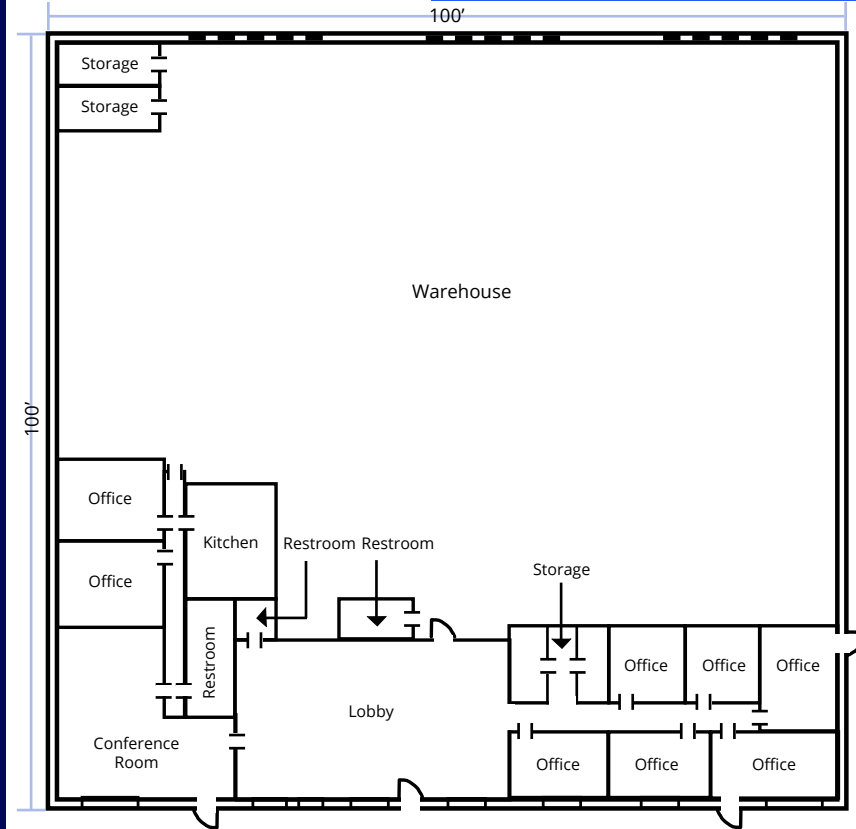 100’
Storage
Storage
Warehouse
100’
Office
Kitchen
Restroom Restroom
Storage
Office
Restroom
Office
Office
Office
Lobby
Conference
Room
Office
Office
Office